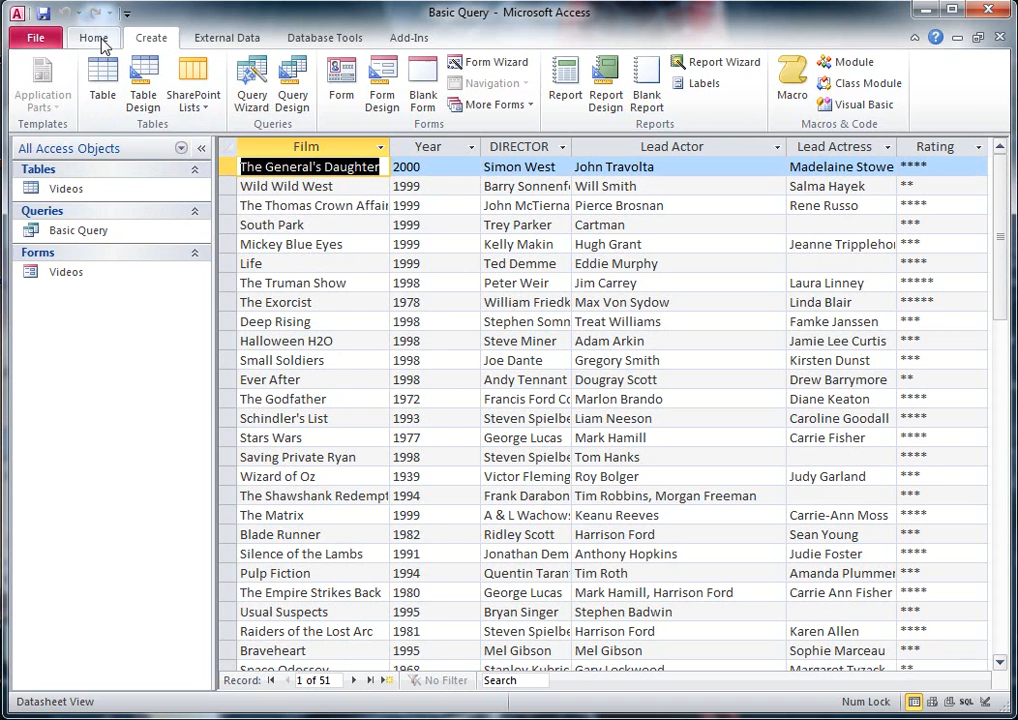 Basic Query - Microsoft Access
File Home Create External Data Database Tools Add-Ins
Application Parts Table Table Design SharePoint Lists Query Wizard Query Design Form Form Design Blank Form Form Wizard Navigation More Forms Report Report Design Blank Report Report Wizard Labels Macro Module Class Module Visual Basic
Templates Tables Queries Forms Reports Macros & Code
All Access Objects
Tables
Videos
Queries
Basic Query
Forms
Videos
Film Year DIRECTOR Lead Actor Lead Actress Rating
The General's Daughter 2000 Simon West John Travolta Madelaine Stowe ****
Wild Wild West 1999 Barry Sonnenf Will Smith Salma Hayek **
The Thomas Crown Affair 1999 John McTierna Pierce Brosnan Rene Russo ****
South Park 1999 Trey Parker Cartman ***
Mickey Blue Eyes 1999 Kelly Makin Hugh Grant Jeanne Tripplehor ***
Life 1999 Ted Demme Eddie Murphy ****
The Truman Show 1998 Peter Weir Jim Carrey Laura Linney *****
The Exorcist 1978 William Friedk Max Von Sydow Linda Blair *****
Deep Rising 1998 Stephen Somn Treat Williams Famke Janssen ***
Halloween H2O 1998 Steve Miner Adam Arkin Jamie Lee Curtis ***
Small Soldiers 1998 Joe Dante Gregory Smith Kirsten Dunst ***
Ever After 1998 Andy Tennant Dougray Scott Drew Barrymore **
The Godfather 1972 Francis Ford C Marlon Brando Diane Keaton ****
Schindler's List 1993 Steven Spielbe Liam Neeson Caroline Goodall ****
Stars Wars 1977 George Lucas Mark Hamill Carrie Fisher ****
Saving Private Ryan 1998 Steven Spielbe Tom Hanks ****
Wizard of Oz 1939 Victor Fleming Roy Bolger Judy Garland ****
The Shawshank Redempt 1994 Frank Darabon Tim Robbins, Morgan Freeman ***
The Matrix 1999 A & L Wachows Keanu Reeves Carrie-Ann Moss ****
Blade Runner 1982 Ridley Scott Harrison Ford Sean Young ***
Silence of the Lambs 1991 Jonathan Dem Anthony Hopkins Judie Foster ****
Pulp Fiction 1994 Quentin Taran Tim Roth Amanda Plumme ***
The Empire Strikes Back 1980 George Lucas Mark Hamill, Harrison Ford Carrie Ann Fisher ****
Usual Suspects 1995 Bryan Singer Stephen Badwin ***
Raiders of the Lost Arc 1981 Steven Spielbe Harrison Ford Karen Allen ****
Braveheart 1995 Mel Gibson Mel Gibson Sophie Marceau ****
Space Odossey 1968 Stanley Kubric Gary Lockwood Margaret Tyzack **
Record: 1 of 51 No Filter Search
Datasheet View Num Lock SQL